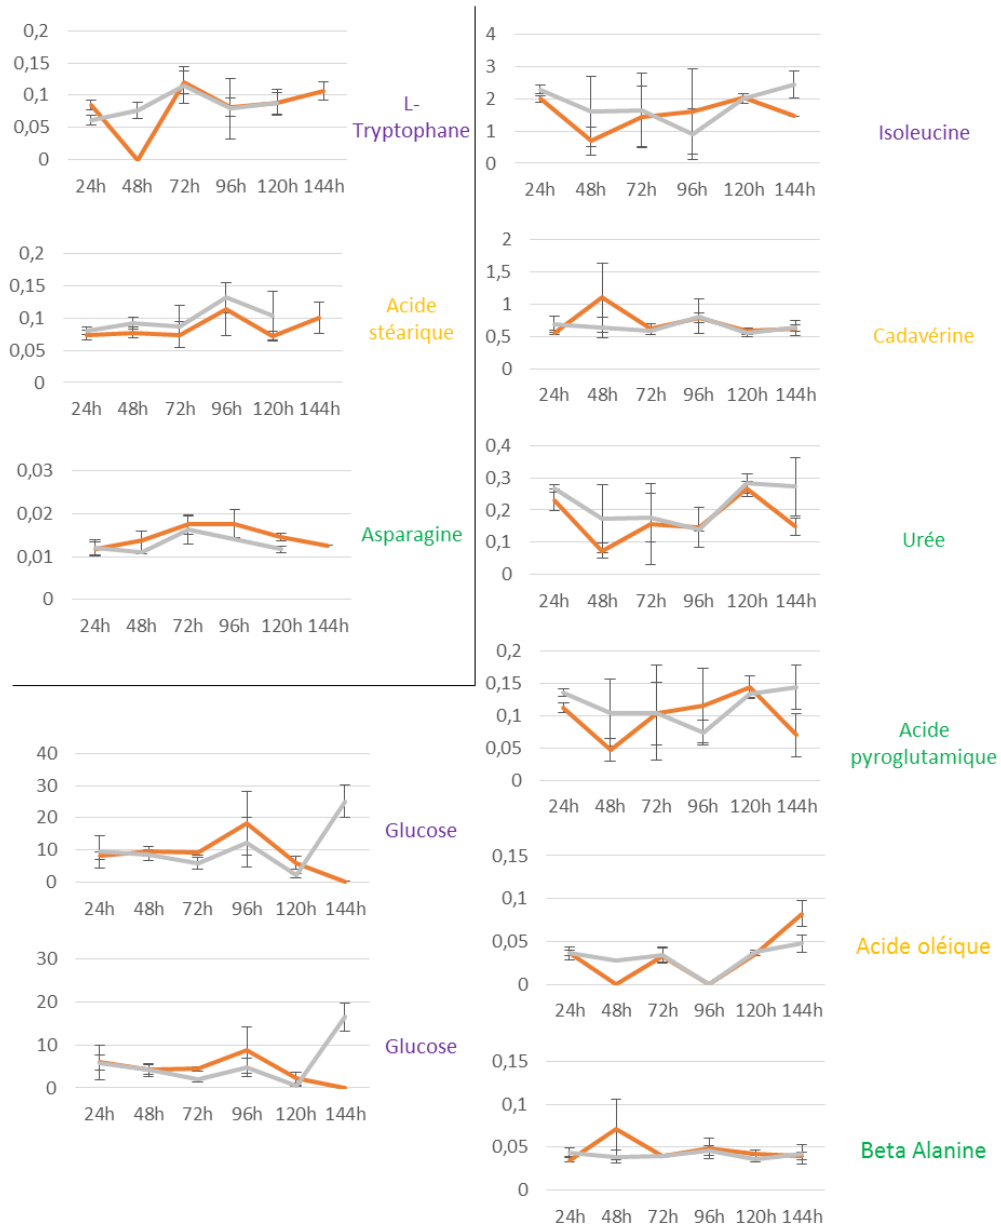 0,2
0,15
0,1
0,05
0
24h 48h 72h 96h 120h 144h
L-
Tryptophane
0,2
0,15
0,1
0,05
0
24h 48h 72h 96h 120h 144h
Acide
stéarique
0,03
0,02
0,01
0
24h 48h 72h 96h 120h 144h
Asparagine
40
30
20
10
0
24h 48h 72h 96h 120h 144h
Glucose
30
20
10
0
24h 48h 72h 96h 120h 144h
Glucose
4
3
2
1
0
24h 48h 72h 96h 120h 144h
Isoleucine
2
1,5
1
0,5
0
24h 48h 72h 96h 120h 144h
Cadavérine
0,4
0,3
0,2
0,1
0
24h 48h 72h 96h 120h 144h
Urée
0,2
0,15
0,1
0,05
0
24h 48h 72h 96h 120h 144h
Acide
pyroglutamique
0,15
0,1
0,05
0
24h 48h 72h 96h 120h 144h
Acide oléique
0,15
0,1
0,05
0
24h 48h 72h 96h 120h 144h
Beta Alanine